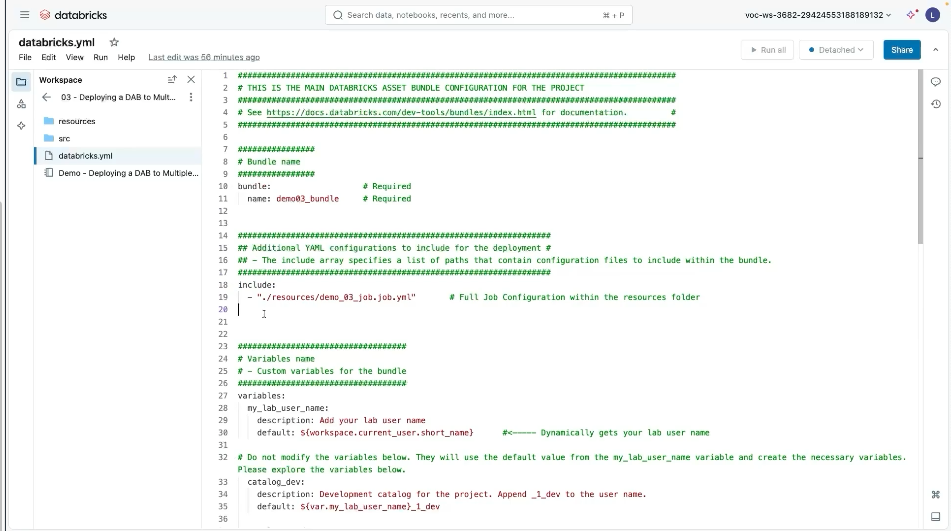 databricks
Search data, notebooks, recents, and more...
⌘ + P
voc-ws-3682-29424553188189132
L
databricks.yml
File Edit View Run Help Last edit was 56 minutes ago
Run all
Detached
Share
Workspace
03 - Deploying a DAB to Mult...
resources
src
databricks.yml
Demo - Deploying a DAB to Multiple...
1 ####################################################################################
2 # THIS IS THE MAIN DATABRICKS ASSET BUNDLE CONFIGURATION FOR THE PROJECT
3 ####################################################################################
4 # See https://docs.databricks.com/dev-tools/bundles/index.html for documentation. #
5 ####################################################################################
6
7 ################
8 # Bundle name
9 ################
10 bundle: # Required
11 name: demo03_bundle # Required
12
13
14 #################################################################
15 ## Additional YAML configurations to include for the deployment #
16 ## - The include array specifies a list of paths that contain configuration files to include within the bundle.
17 #################################################################
18 include:
19 - "./resources/demo_03_job.job.yml" # Full Job Configuration within the resources folder
20
21
22
23 ###################################
24 # Variables name
25 # - Custom variables for the bundle
26 ###################################
27 variables:
28 my_lab_user_name:
29 description: Add your lab user name
30 default: ${workspace.current_user.short_name} #<----- Dynamically gets your lab user name
31
32 # Do not modify the variables below. They will use the default value from the my_lab_user_name variable and create the necessary variables.
Please explore the variables below.
33 catalog_dev:
34 description: Development catalog for the project. Append _1_dev to the user name.
35 default: ${var.my_lab_user_name}_1_dev
36